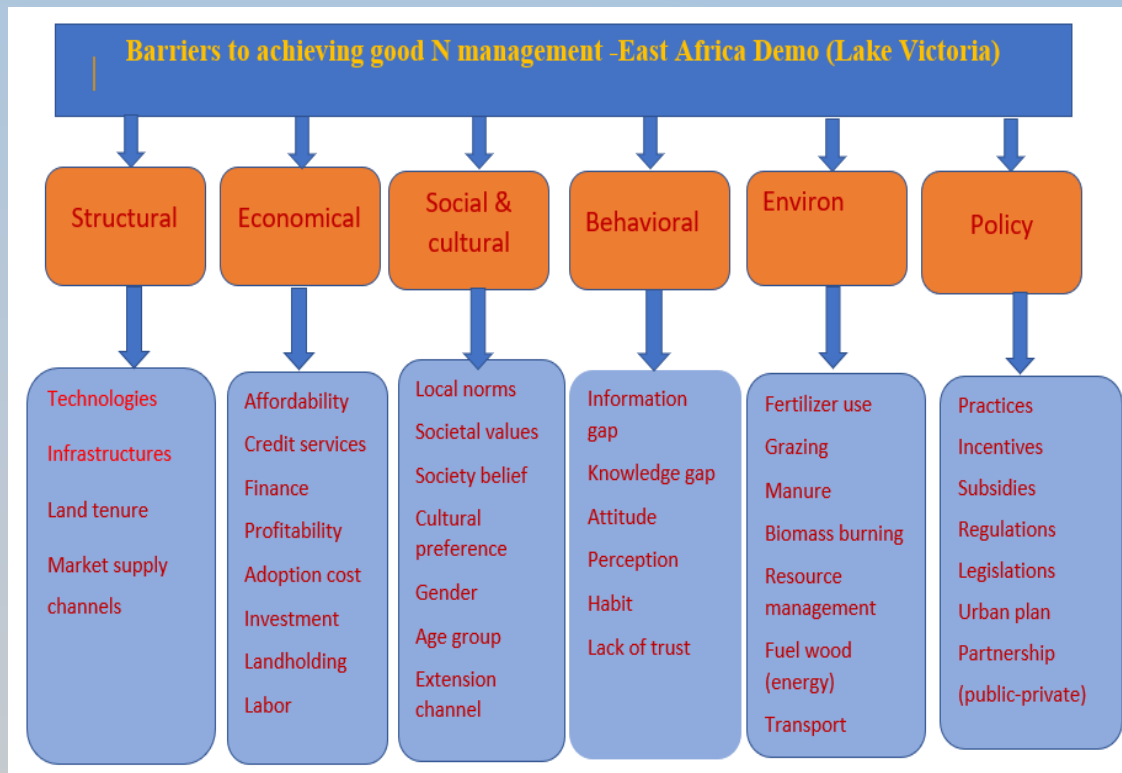 Barriers to achieving good N management -East Africa Demo (Lake Victoria)
Structural
Economical
Social &
cultural
Behavioral
Environ
Policy
Technologies
Infrastructures
Land tenure
Market supply
channels
Affordability
Credit services
Finance
Profitability
Adoption cost
Investment
Landholding
Labor
Local norms
Societal values
Society belief
Cultural
preference
Gender
Age group
Extension
channel
Information
gap
Knowledge gap
Attitude
Perception
Habit
Lack of trust
Fertilizer use
Grazing
Manure
Biomass burning
Resource
management
Fuel wood
(energy)
Transport
Practices
Incentives
Subsidies
Regulations
Legislations
Urban plan
Partnership
(public-private)